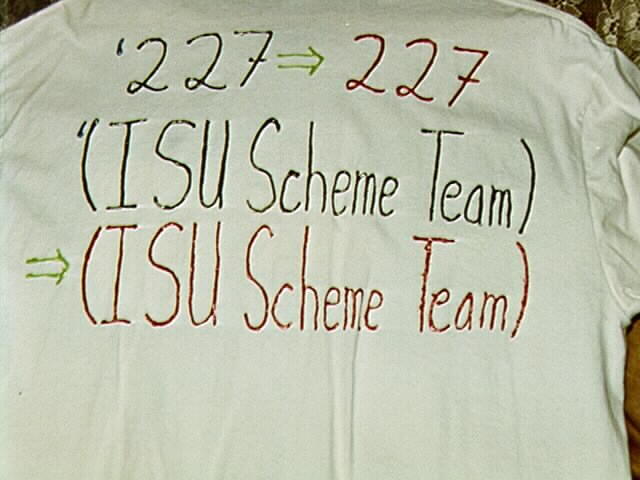 '227 ⇒ 227
'(ISU Scheme Team)
⇒ (ISU Scheme Team)